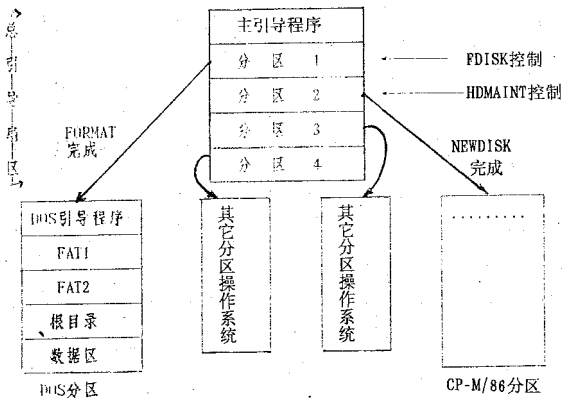 总引导扇区
主引导程序
分区 1
分区 2
分区 3
分区 4
FDISK控制
HDMAINT控制
FORMAT
完成
NEWDISK
完成
DOS引导程序
FAT1
FAT2
根目录
数据区
DOS分区
其它分区操作系统
其它分区操作系统
CP-M/86分区